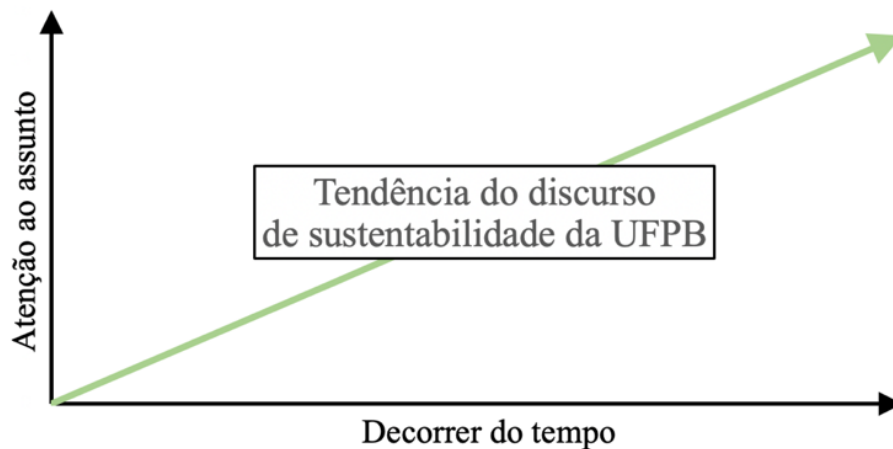 Atenção ao assunto
Tendência do discurso
de sustentabilidade da UFPB
Decorrer do tempo